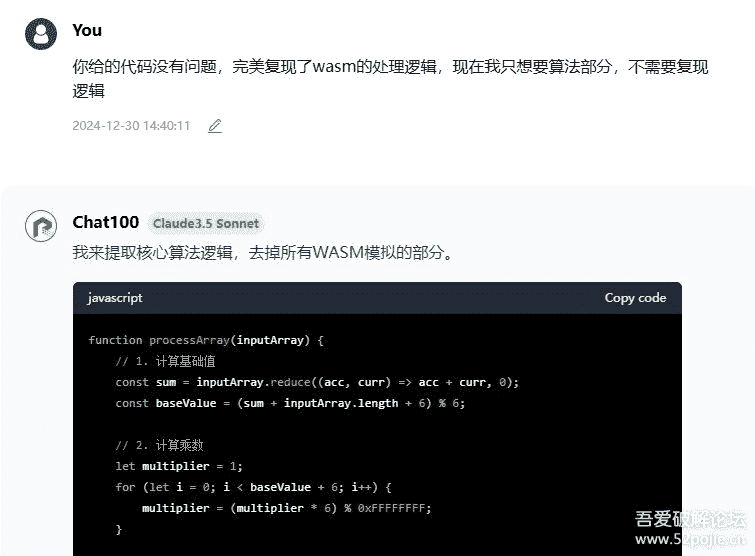 You
你给的代码没有问题，完美复现了wasm的处理逻辑，现在我只想要算法部分，不需要复现
逻辑
2024-12-30 14:40:11
Chat100 Claude3.5 Sonnet
我来提取核心算法逻辑，去掉所有WASM模拟的部分。
javascript Copy code
function processArray(inputArray) {
// 1. 计算基础值
const sum = inputArray.reduce((acc, curr) => acc + curr, 0);
const baseValue = (sum + inputArray.length + 6) % 6;
// 2. 计算乘数
let multiplier = 1;
for (let i = 0; i < baseValue + 6; i++) {
multiplier = (multiplier * 6) % 0xFFFFFFFF;
}
吾爱破解论坛
www.52pojie.cn